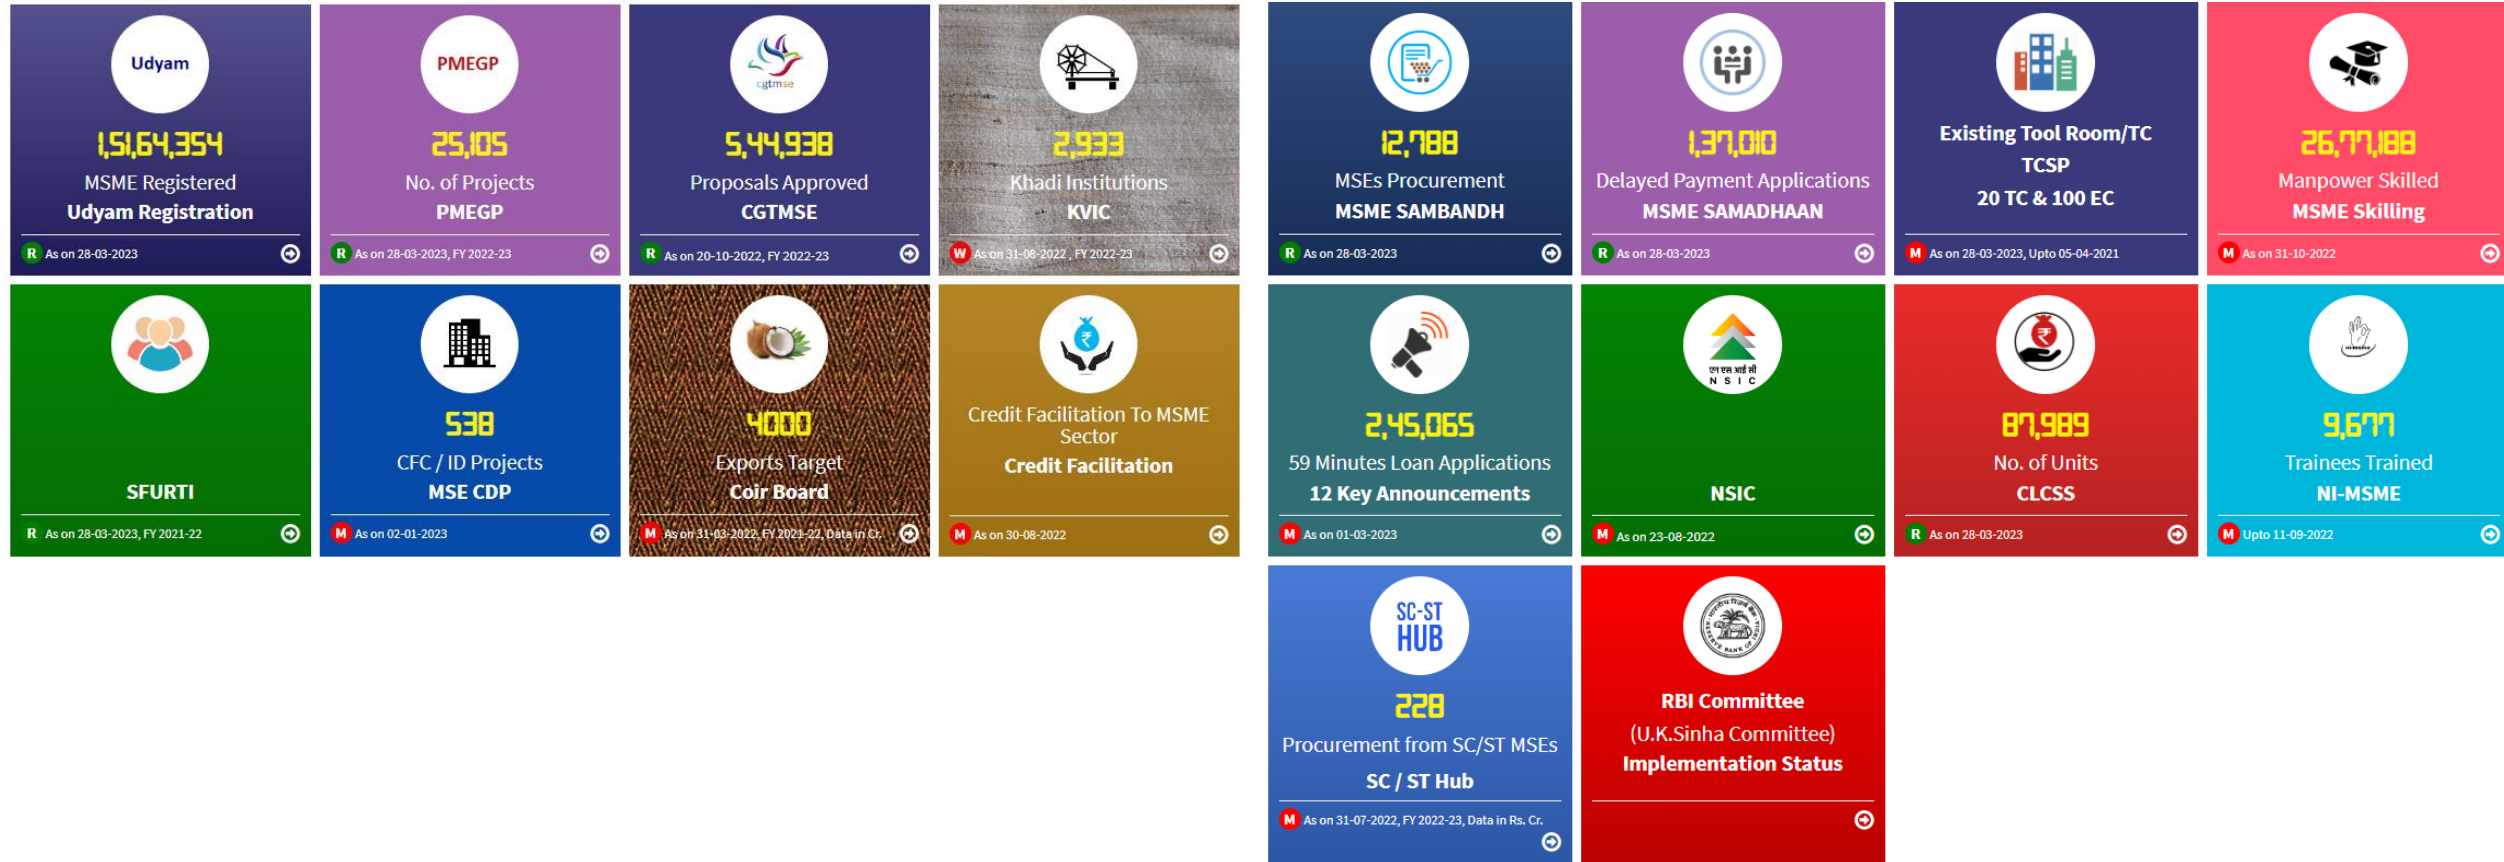 Udyam
1,51,64,354
MSME Registered
Udyam Registration
R As on 28-03-2023
PMEGP
25,105
No. of Projects
PMEGP
R As on 28-03-2023, FY 2022-23
cgtmse
5,44,938
Proposals Approved
CGTMSE
R As on 20-10-2022, FY 2022-23
2,933
Khadi Institutions
KVIC
W As on 31-08-2022 , FY 2022-23
12,788
MSEs Procurement
MSME SAMBANDH
R As on 28-03-2023
1,37,010
Delayed Payment Applications
MSME SAMADHAAN
R As on 28-03-2023
Existing Tool Room/TC
TCSP
20 TC & 100 EC
M As on 28-03-2023, Upto 05-04-2021
26,77,188
Manpower Skilled
MSME Skilling
M As on 31-10-2022
SFURTI
R As on 28-03-2023, FY 2021-22
538
CFC / ID Projects
MSE CDP
M As on 02-01-2023
4000
Exports Target
Coir Board
M As on 31-03-2022, FY 2021-22, Data in Cr.
Credit Facilitation To MSME
Sector
Credit Facilitation
M As on 30-08-2022
2,45,065
59 Minutes Loan Applications
12 Key Announcements
M As on 01-03-2023
एन एस आई सी
N S I C
NSIC
M As on 23-08-2022
87,989
No. of Units
CLCSS
R As on 28-03-2023
9,677
Trainees Trained
NI-MSME
M Upto 11-09-2022
SC-ST
HUB
228
Procurement from SC/ST MSEs
SC / ST Hub
M As on 31-07-2022, FY 2022-23, Data in Rs. Cr.
भारतीय रिज़र्व बैंक
RESERVE BANK OF INDIA
RBI Committee
(U.K.Sinha Committee)
Implementation Status